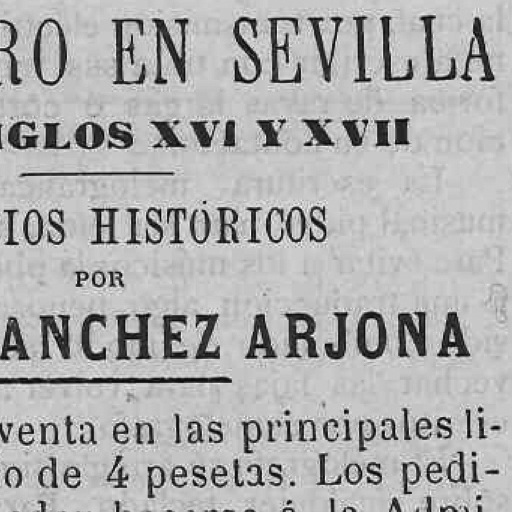 RO EN SEVILLA
IGLOS XVI Y XVII
IOS HISTÓRICOS
POR
ANCHEZ ARJONA
venta en las principales li-
o de 4 pesetas. Los pedi-